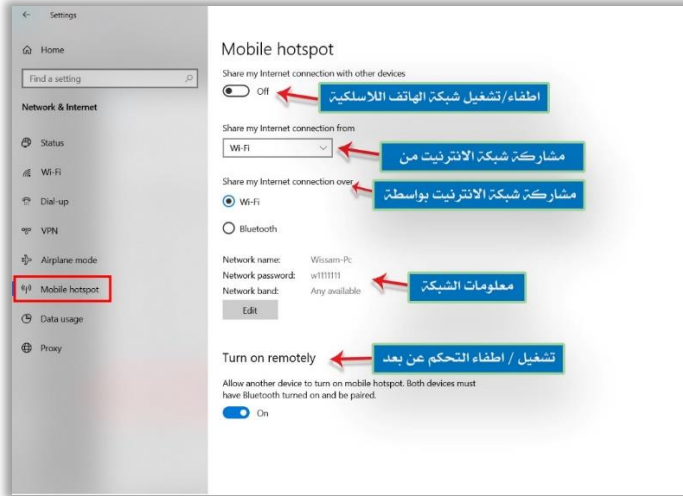 Settings
Home
Find a setting
Network & Internet
Status
Wi-Fi
Dial-up
VPN
Airplane mode
Mobile hotspot
Data usage
Proxy
Mobile hotspot
Share my Internet connection with other devices
Off
اطفاء/تشغيل شبكة الهاتف اللاسلكية
Share my Internet connection from
Wi-Fi
مشاركة شبكة الانترنيت من
Share my Internet connection over
مشاركة شبكة الانترنيت بواسطة
Wi-Fi
Bluetooth
Network name: Wissam-Pc
Network password: w1111111
Network band: Any available
معلومات الشبكة
Edit
Turn on remotely
تشغيل / اطفاء التحكم عن بعد
Allow another device to turn on mobile hotspot. Both devices must
have Bluetooth turned on and be paired.
On